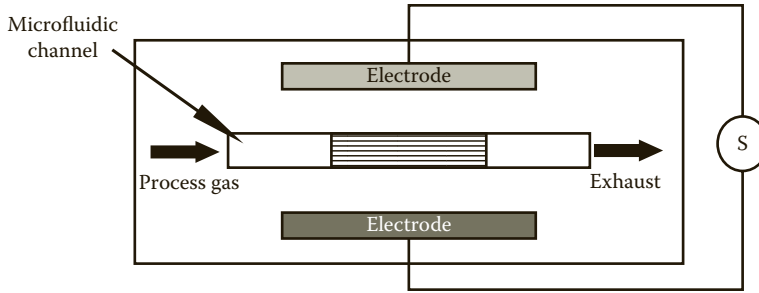 Microfluidic
channel
Electrode
Process gas
Exhaust
S
Electrode